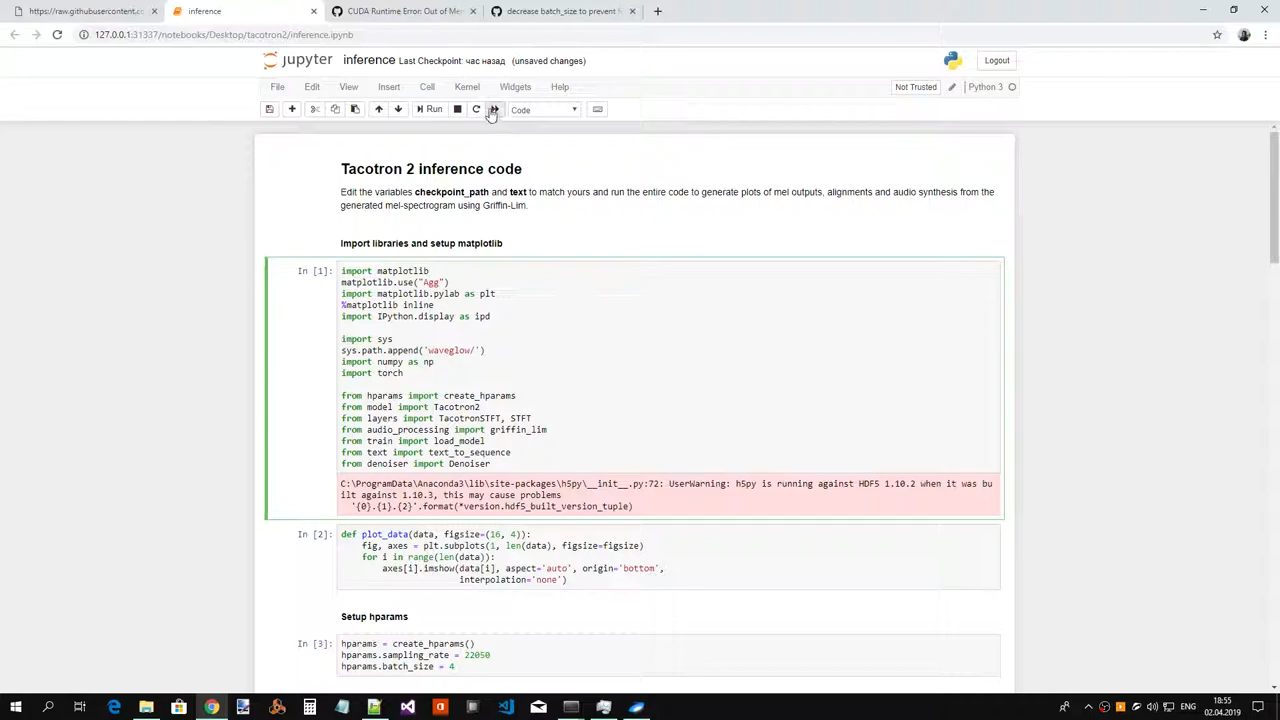 https://raw.githubusercontent.cc
inference
CUDA Runtime Error: Out of Mer
decrease batch_size to prevent
127.0.0.1:31337/notebooks/Desktop/tacotron2/inference.ipynb
jupyter inference Last Checkpoint: час назад (unsaved changes)
Logout
File Edit View Insert Cell Kernel Widgets Help
Not Trusted
Python 3
Run
Code
Tacotron 2 inference code
Edit the variables checkpoint_path and text to match yours and run the entire code to generate plots of mel outputs, alignments and audio synthesis from the
generated mel-spectrogram using Griffin-Lim.
Import libraries and setup matplotlib
In [1]:
import matplotlib
matplotlib.use("Agg")
import matplotlib.pylab as plt
%matplotlib inline
import IPython.display as ipd
import sys
sys.path.append('waveglow/')
import numpy as np
import torch
from hparams import create_hparams
from model import Tacotron2
from layers import TacotronSTFT, STFT
from audio_processing import griffin_lim
from train import load_model
from text import text_to_sequence
from denoiser import Denoiser
C:\ProgramData\Anaconda3\lib\site-packages\h5py\__init__.py:72: UserWarning: h5py is running against HDF5 1.10.2 when it was bu
ilt against 1.10.3, this may cause problems
'{0}.{1}.{2}'.format(*version.hdf5_built_version_tuple)
In [2]:
def plot_data(data, figsize=(16, 4)):
fig, axes = plt.subplots(1, len(data), figsize=figsize)
for i in range(len(data)):
axes[i].imshow(data[i], aspect='auto', origin='bottom',
interpolation='none')
Setup hparams
In [3]:
hparams = create_hparams()
hparams.sampling_rate = 22050
hparams.batch_size = 4
18:55
02.04.2019